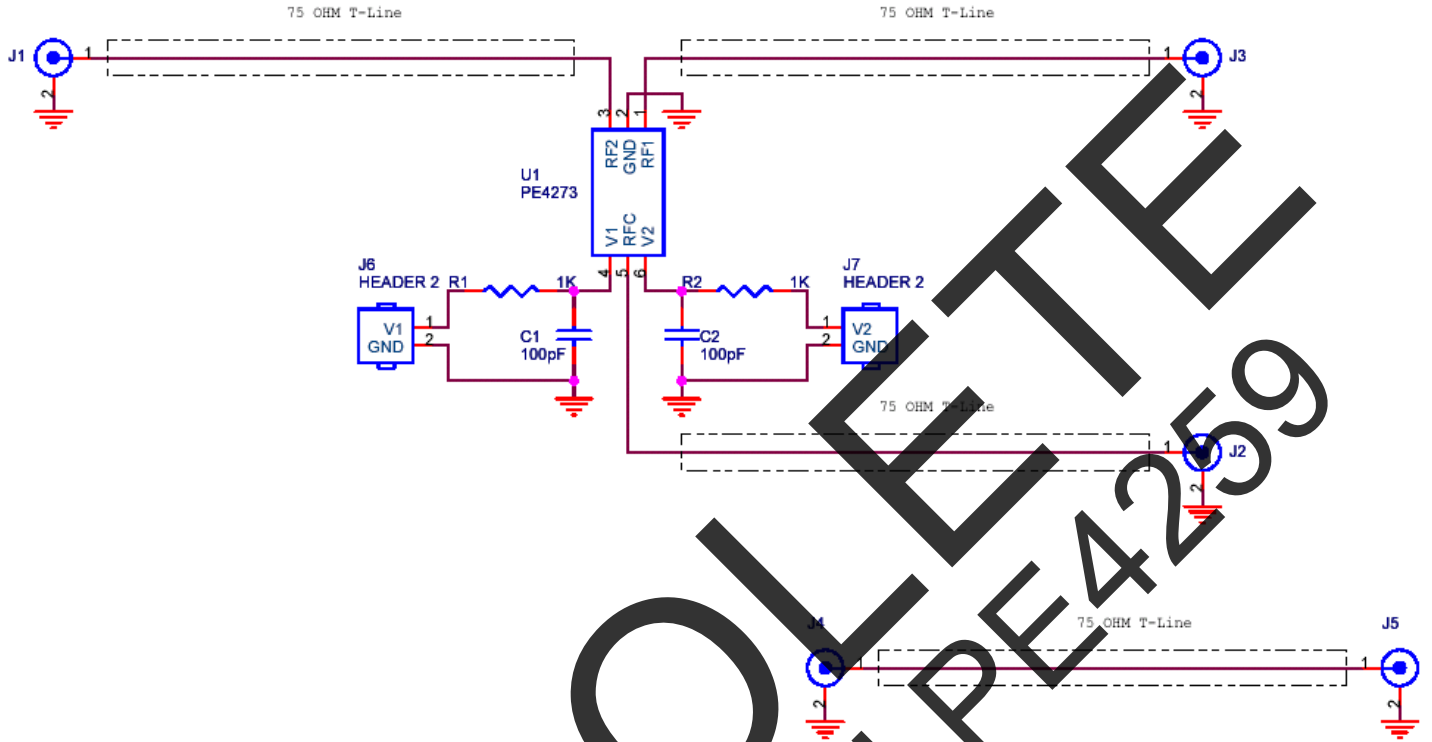 75 OHM T-Line
75 OHM T-Line
J1
1
2
1
J3
2
3
2
1
RF2
GND
RF1
U1
PE4273
V1
RFC
V2
4
5
6
J6
HEADER 2
R1
1K
R2
1K
J7
HEADER 2
V1
GND
1
2
C1
100pF
C2
100pF
1
2
V2
GND
75 OHM T-Line
1
J2
2
OLETE
PE4259
J4
75 OHM T-Line
J5
1
1
2
2